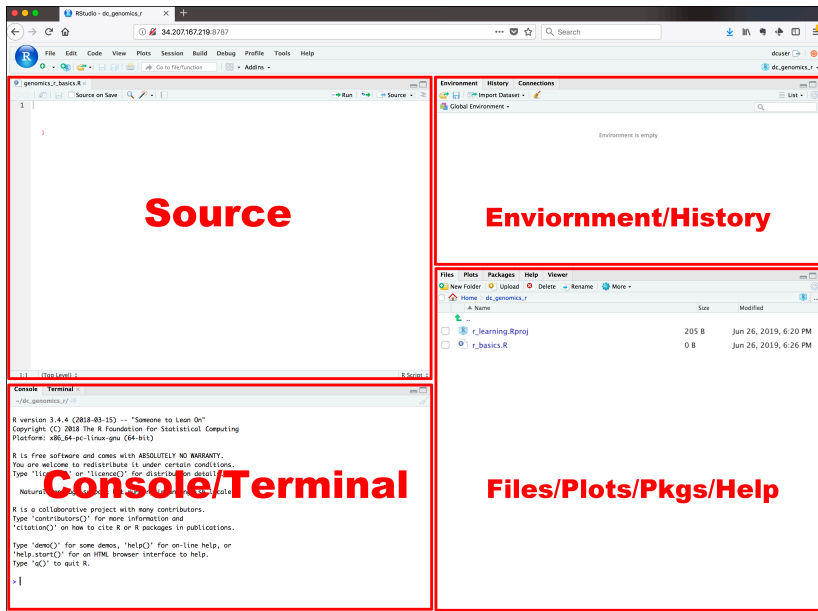 RStudio - dc_genomics_r
34.207.167.219:8787
Search
R
File Edit Code View Plots Session Build Debug Profile Tools Help
dcuser
Go to file/function
Addins
dc_genomics_r
genomics_r_basics.R
Source on Save
Run
Source
1
Source
1:1
(Top Level)
R Script
Console Terminal
~/dc_genomics_r/
R version 3.4.4 (2018-03-15) -- "Someone to Lean On"
Copyright (C) 2018 The R Foundation for Statistical Computing
Platform: x86_64-pc-linux-gnu (64-bit)
R is free software and comes with ABSOLUTELY NO WARRANTY.
You are welcome to redistribute it under certain conditions.
Type or 'licence()' for distribution details.
Console/Terminal
Natural
R is a collaborative project with many contributors.
Type 'contributors()' for more information and
'citation()' on how to cite R or R packages in publications.
Type 'demo()' for some demos, 'help()' for on-line help, or
'help.start()' for an HTML browser interface to help.
Type 'q()' to quit R.
>
Environment History Connections
Import Dataset
List
Global Environment
Environment is empty
Enviornment/History
Files Plots Packages Help Viewer
New Folder Upload Delete Rename More
Home dc_genomics_r
Name Size Modified
..
r_learning.Rproj 205 B Jun 26, 2019, 6:20 PM
r_basics.R 0 B Jun 26, 2019, 6:26 PM
Files/Plots/Pkgs/Help